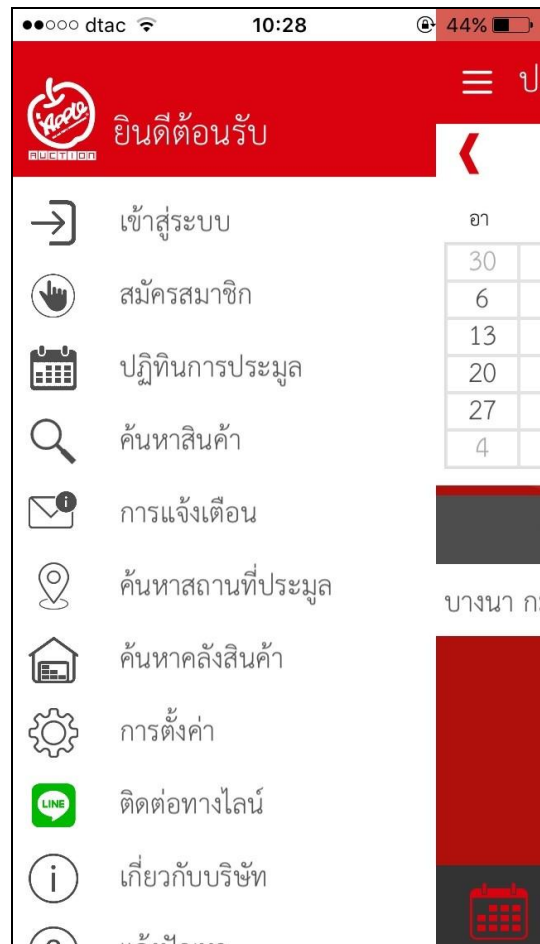 dtac 10:28 44%
Apple
AUCTION
ยินดีต้อนรับ
เข้าสู่ระบบ
สมัครสมาชิก
ปฏิทินการประมูล
ค้นหาสินค้า
การแจ้งเตือน
ค้นหาสถานที่ประมูล
ค้นหาคลังสินค้า
การตั้งค่า
LINE
ติดต่อทางไลน์
เกี่ยวกับบริษัท
อา
30
6
13
20
27
4
บางนา